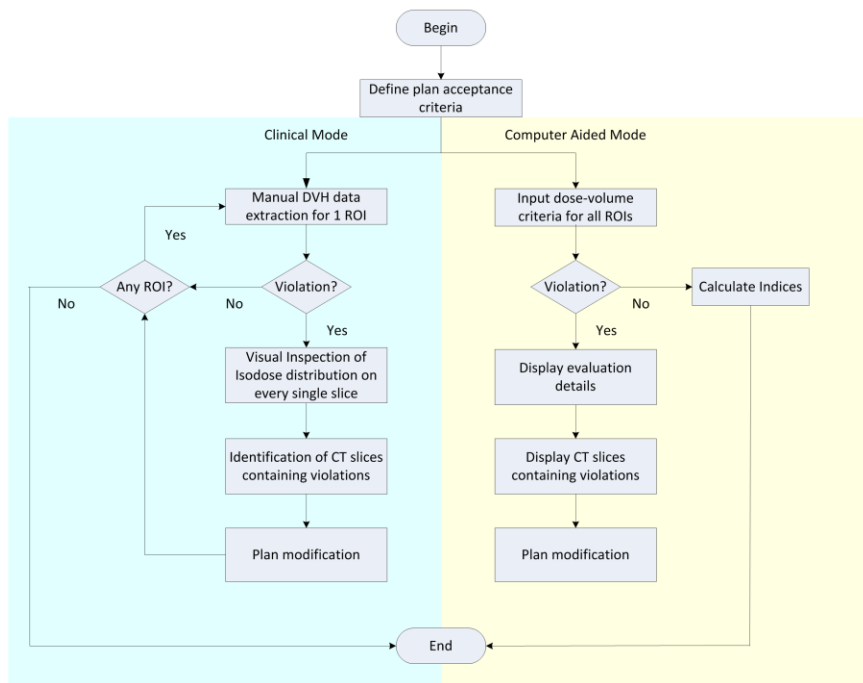 Begin
Define plan acceptance
criteria
Clinical Mode
Computer Aided Mode
Manual DVH data
extraction for 1 ROI
Input dose-volume
criteria for all ROIs
Yes
Any ROI?
No
Violation?
No
Yes
Violation?
No
Yes
Calculate Indices
Visual Inspection of
Isodose distribution on
every single slice
Display evaluation
details
Identification of CT slices
containing violations
Display CT slices
containing violations
Plan modification
Plan modification
End